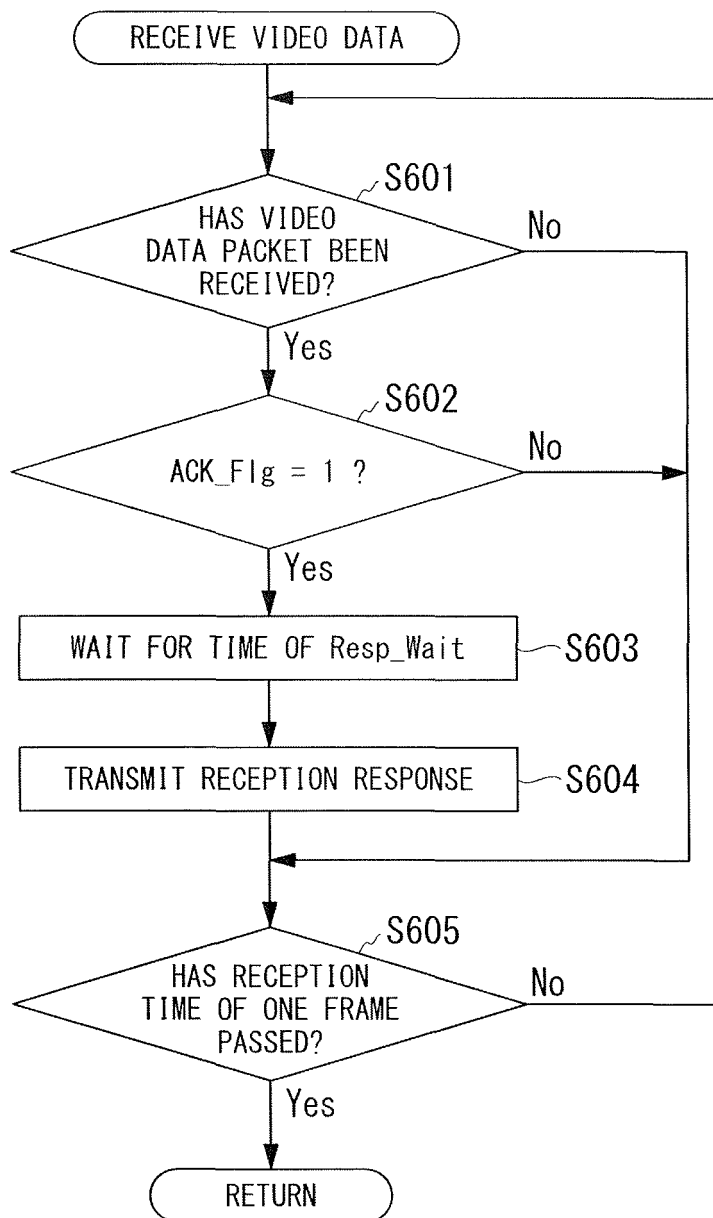 RECEIVE VIDEO DATA
S601
HAS VIDEO
DATA PACKET BEEN
RECEIVED?
No
Yes
S602
ACK_Flg = 1 ?
No
Yes
WAIT FOR TIME OF Resp_Wait
S603
TRANSMIT RECEPTION RESPONSE
S604
S605
HAS RECEPTION
TIME OF ONE FRAME
PASSED?
No
Yes
RETURN